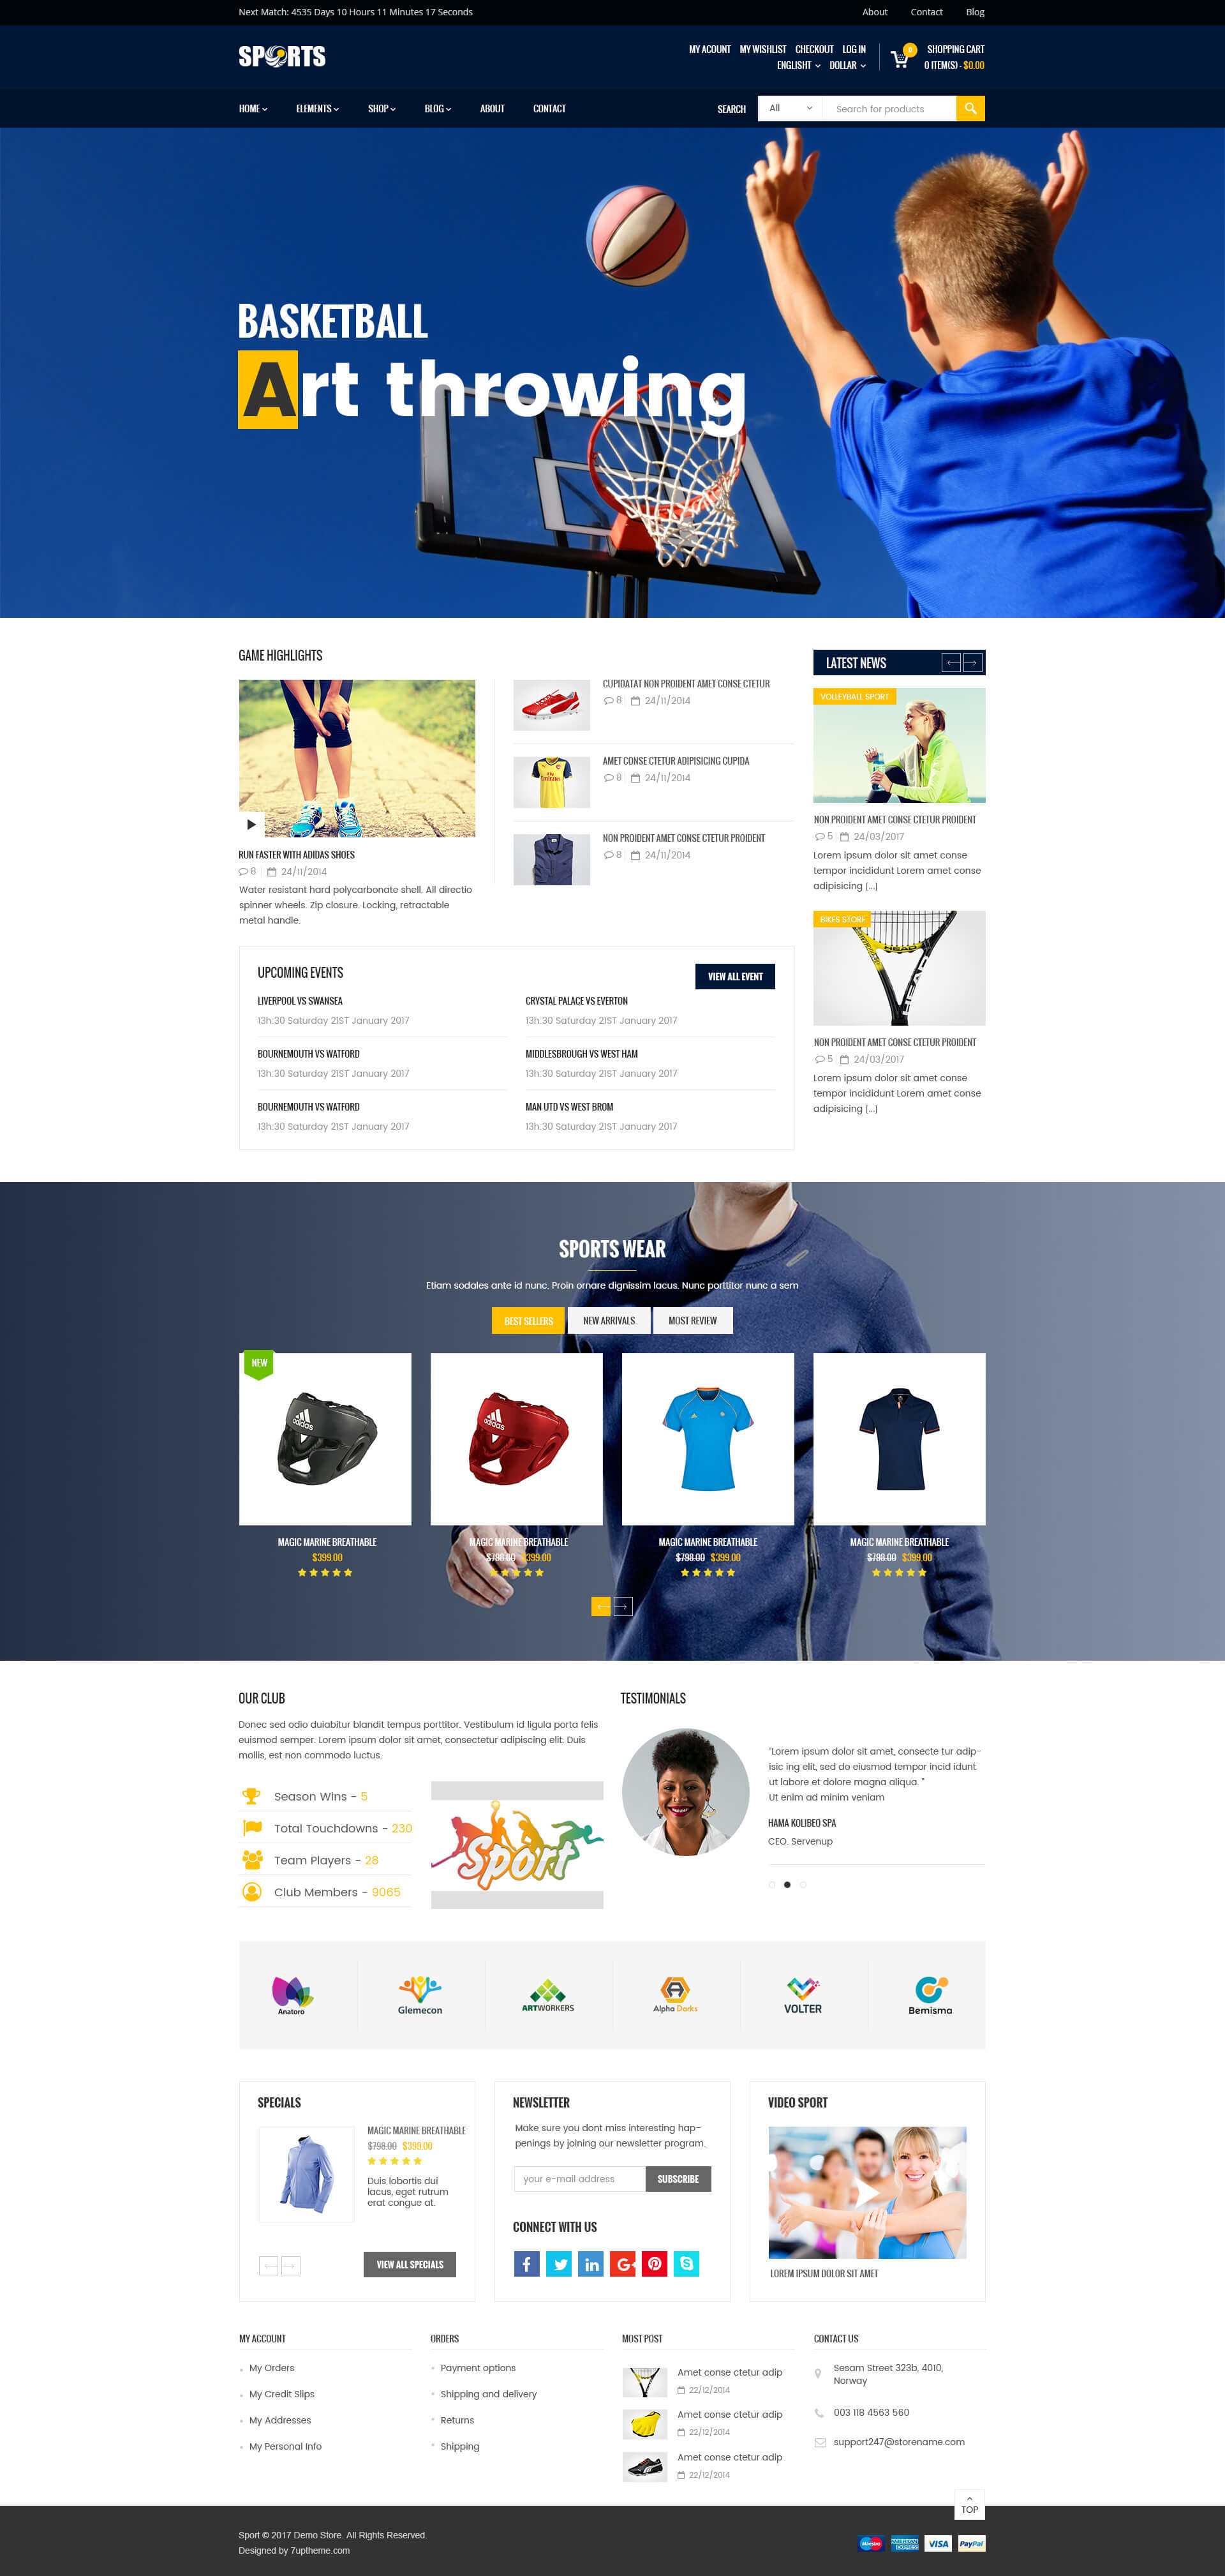 Next Match: 4535 Days 10 Hours 11 Minutes 17 Seconds
About Contact Blog
SPORTS
MY ACOUNT MY WISHLIST CHECKOUT LOG IN
ENGLISHT DOLLAR
0
SHOPPING CART
0 ITEM(S) - $0.00
HOME ELEMENTS SHOP BLOG ABOUT CONTACT
SEARCH All Search for products
BASKETBALL
Art throwing
GAME HIGHLIGHTS
RUN FASTER WITH ADIDAS SHOES
8 24/11/2014
Water resistant hard polycarbonate shell. All directio
spinner wheels. Zip closure. Locking, retractable
metal handle.
CUPIDATAT NON PROIDENT AMET CONSE CTETUR
8 24/11/2014
Fly Emirates
AMET CONSE CTETUR ADIPISICING CUPIDA
8 24/11/2014
NON PROIDENT AMET CONSE CTETUR PROIDENT
8 24/11/2014
LATEST NEWS
VOLLEYBALL SPORT
NON PROIDENT AMET CONSE CTETUR PROIDENT
5 24/03/2017
Lorem ipsum dolor sit amet conse
tempor incididunt Lorem amet conse
adipisicing [...]
BIKES STORE
HEAD
NON PROIDENT AMET CONSE CTETUR PROIDENT
5 24/03/2017
Lorem ipsum dolor sit amet conse
tempor incididunt Lorem amet conse
adipisicing [...]
UPCOMING EVENTS
VIEW ALL EVENT
LIVERPOOL VS SWANSEA
13h:30 Saturday 21ST January 2017
CRYSTAL PALACE VS EVERTON
13h:30 Saturday 21ST January 2017
BOURNEMOUTH VS WATFORD
13h:30 Saturday 21ST January 2017
MIDDLESBROUGH VS WEST HAM
13h:30 Saturday 21ST January 2017
BOURNEMOUTH VS WATFORD
13h:30 Saturday 21ST January 2017
MAN UTD VS WEST BROM
13h:30 Saturday 21ST January 2017
SPORTS WEAR
Etiam sodales ante id nunc. Proin ornare dignissim lacus. Nunc porttitor nunc a sem
BEST SELLERS NEW ARRIVALS MOST REVIEW
NEW
adidas
adidas
MAGIC MARINE BREATHABLE
$399.00
MAGIC MARINE BREATHABLE
$798.00 $399.00
MAGIC MARINE BREATHABLE
$798.00 $399.00
MAGIC MARINE BREATHABLE
$798.00 $399.00
OUR CLUB
Donec sed odio duiabitur blandit tempus porttitor. Vestibulum id ligula porta felis
euismod semper. Lorem ipsum dolor sit amet, consectetur adipiscing elit. Duis
mollis, est non commodo luctus.
Season Wins - 5
Total Touchdowns - 230
Team Players - 28
Club Members - 9065
Sport
TESTIMONIALS
"Lorem ipsum dolor sit amet, consecte tur adip-
isic ing elit, sed do eiusmod tempor incid idunt
ut labore et dolore magna aliqua. "
Ut enim ad minim veniam
HAMA KOLIBEO SPA
CEO. Servenup
Anatoro
Glemecon
ARTWORKERS
Alpha Darks
VOLTER
Bemisma
SPECIALS
MAGIC MARINE BREATHABLE
$798.00 $399.00
Duis lobortis dui
lacus, eget rutrum
erat congue at.
VIEW ALL SPECIALS
NEWSLETTER
Make sure you dont miss interesting hap-
penings by joining our newsletter program.
your e-mail address SUBSCRIBE
CONNECT WITH US
VIDEO SPORT
LOREM IPSUM DOLOR SIT AMET
MY ACCOUNT
My Orders
My Credit Slips
My Addresses
My Personal Info
ORDERS
Payment options
Shipping and delivery
Returns
Shipping
MOST POST
Amet conse ctetur adip
22/12/2014
Amet conse ctetur adip
22/12/2014
Amet conse ctetur adip
22/12/2014
CONTACT US
Sesam Street 323b, 4010,
Norway
003 118 4563 560
support247@storename.com
TOP
Sport © 2017 Demo Store. All Rights Reserved.
Designed by 7uptheme.com
Maestro AMERICAN EXPRESS VISA PayPal